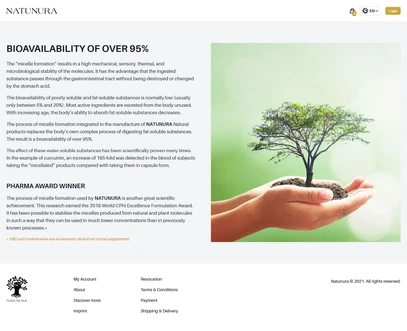 NATUNURA
EN
Login
BIOAVAILABILITY OF OVER 95%
The "micelle formation" results in a high mechanical, sensory, thermal, and
microbiological stability of the molecules. It has the advantage that the ingested
substance passes through the gastrointestinal tract without being destroyed or changed
by the stomach acid.
The bioavailability of poorly soluble and fat soluble substances is normally low (usually
only between 5% and 20%). Most active ingredients are excreted from the body unused.
With increasing age, the body's ability to absorb fat soluble substances decreases.
The process of micelle formation integrated in the manufacture of NATUNURA Natural
products replaces the body's own complex process of digesting fat-soluble substances.
The result is a bioavailability of over 95%.
The effect of these water-soluble substances has been scientifically proven many times.
In the example of curcumin, an increase of 185-fold was detected in the blood of subjects
taking the "micellated" products compared with taking them in capsule form.
PHARMA AWARD WINNER
The process of micelle formation used by NATUNURA is another great scientific
achievement. This research earned the 2018 World CPhI Excellence Formulation Award.
It has been possible to stabilise the micelles produced from natural and plant molecules
in such a way that they can be used in much lower concentrations than in previously
known processes.*
* CBD and frankincense are an aromatic oil and not a food supplement.
NATUNURA
My Account
About
Discover more
Imprint
Revocation
Terms & Conditions
Payment
Shipping & Delivery
Natunura © 2021. All rights reserved.